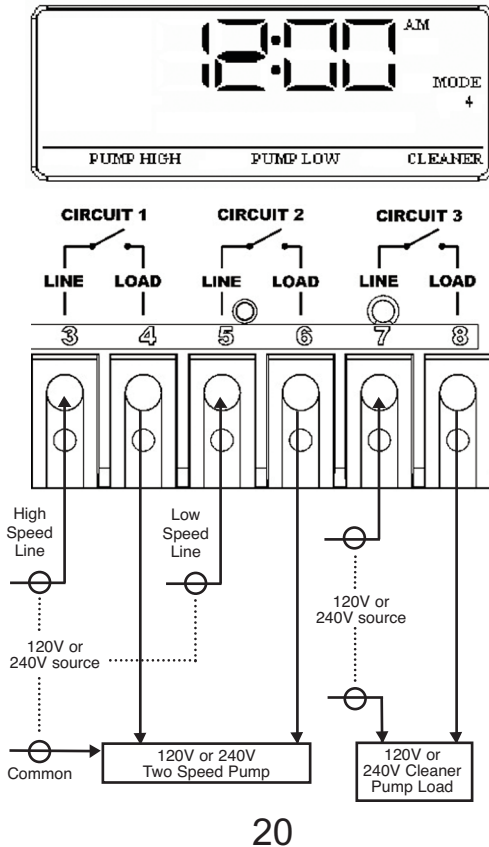 12:00 AM
MODE
4
PUMP HIGH PUMP LOW CLEANER
CIRCUIT 1 CIRCUIT 2 CIRCUIT 3
LINE LOAD LINE LOAD LINE LOAD
3 4 5 6 7 8
High
Speed
Line
Low
Speed
Line
120V or
240V source
120V or
240V source
Common
120V or 240V
Two Speed Pump
120V or
240V Cleaner
Pump Load
20